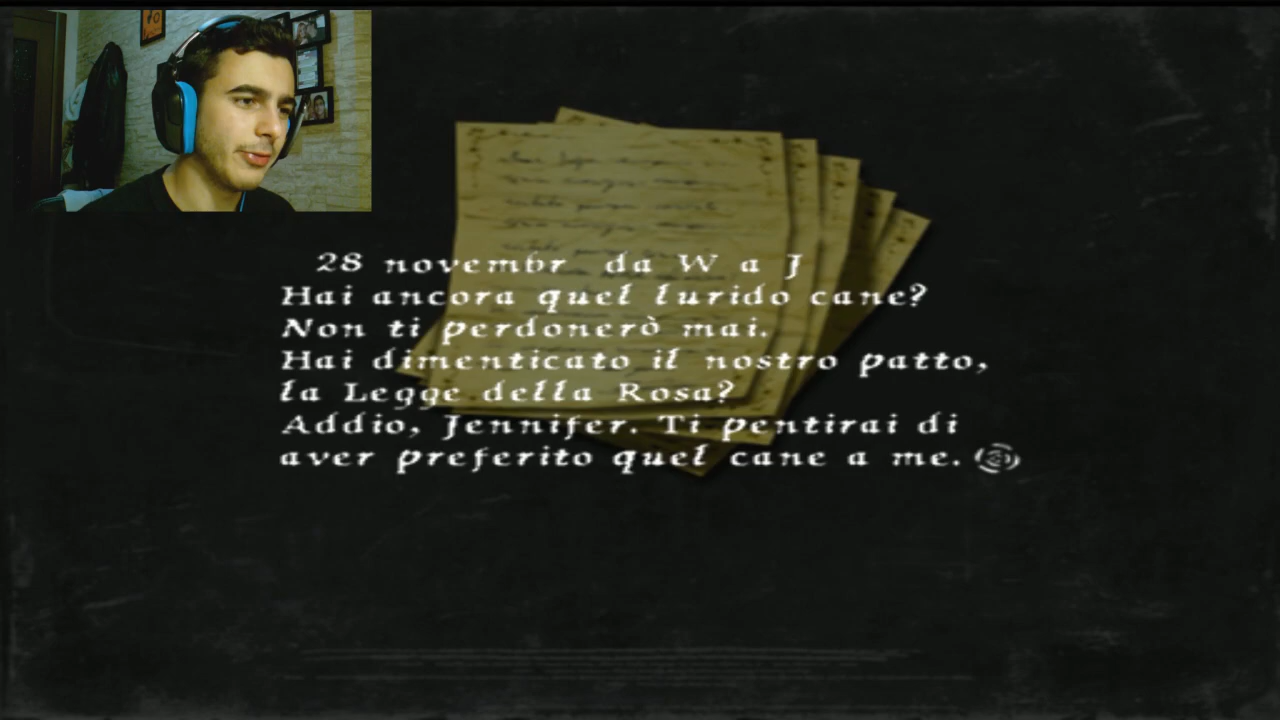 28 novembr da W a J
Hai ancora quel lurido cane?
Non ti perdonerò mai.
Hai dimenticato il nostro patto,
la Legge della Rosa?
Addio, Jennifer. Ti pentirai di
aver preferito quel cane a me.